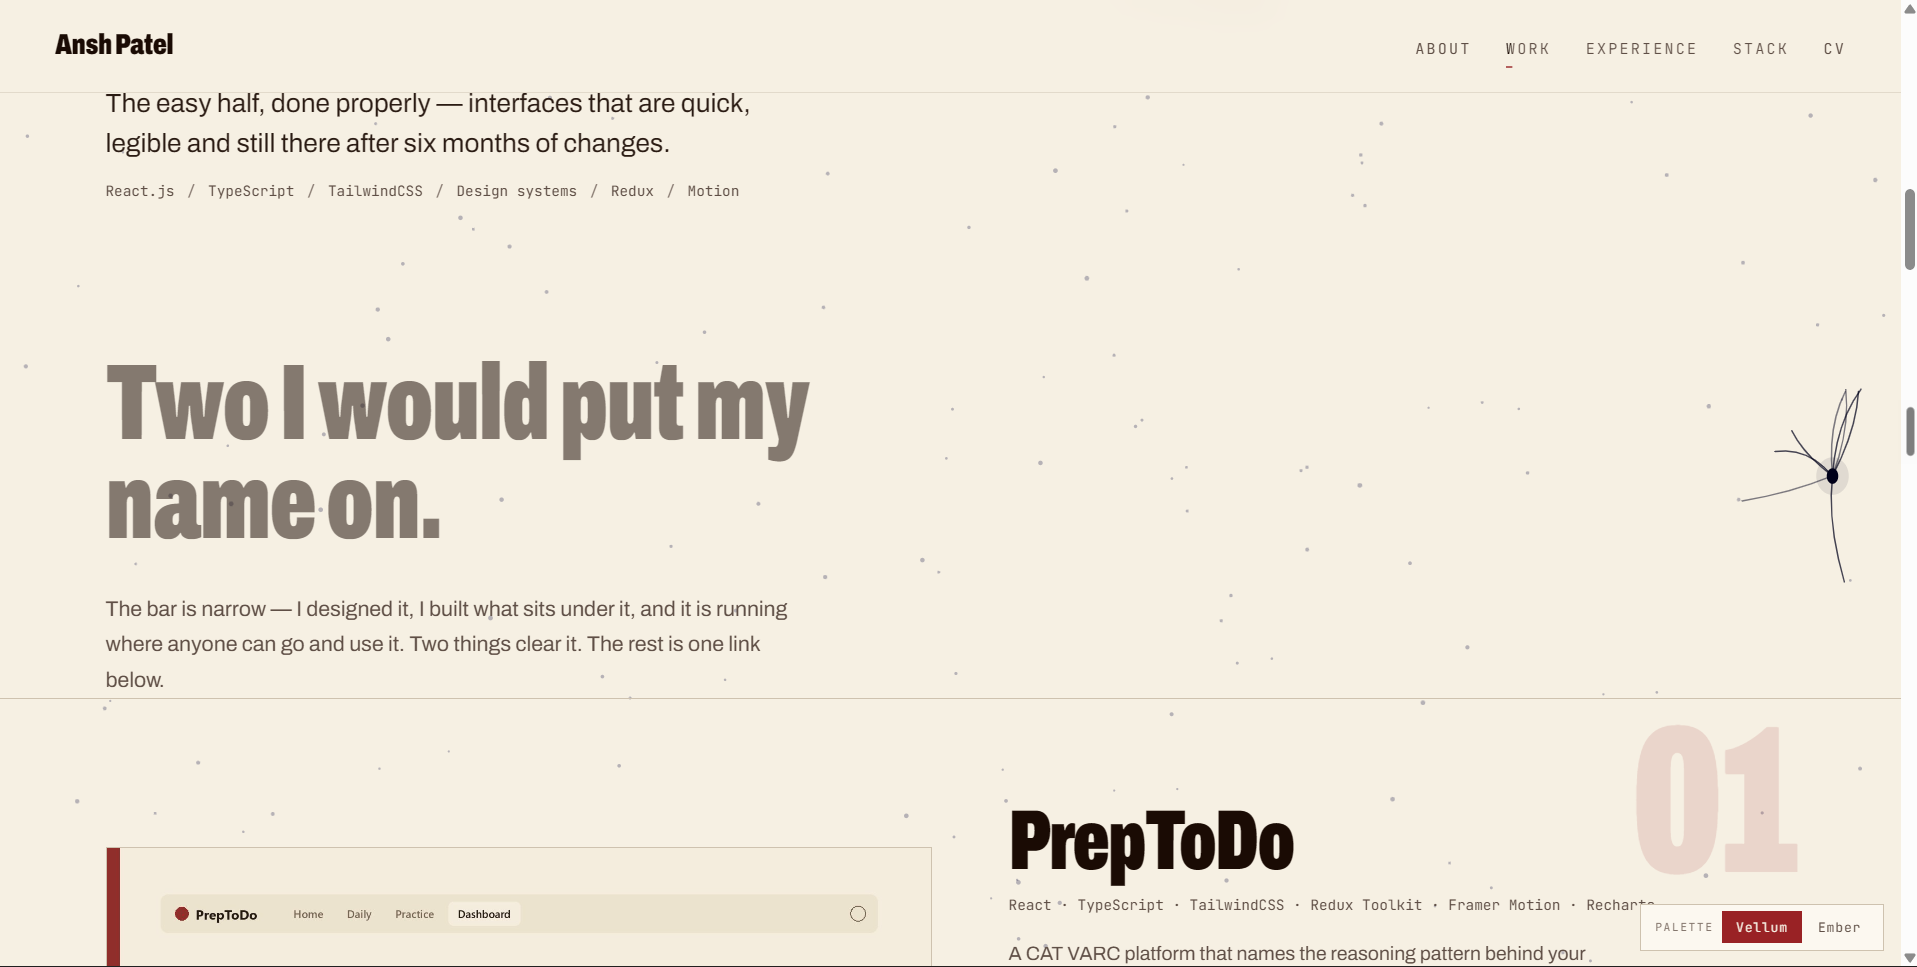 Ansh Patel
ABOUT WORK EXPERIENCE STACK CV
The easy half, done properly — interfaces that are quick,
legible and still there after six months of changes.
React.js / TypeScript / TailwindCSS / Design systems / Redux / Motion
Two I would put my
name on.
The bar is narrow — I designed it, I built what sits under it, and it is running
where anyone can go and use it. Two things clear it. The rest is one link
below.
01
PrepToDo
React · TypeScript · TailwindCSS · Redux Toolkit · Framer Motion · Recharts
A CAT VARC platform that names the reasoning pattern behind your
PrepToDo Home Daily Practice Dashboard
PALETTE Vellum Ember